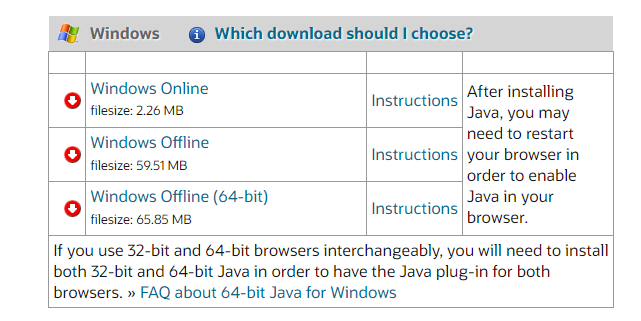 Windows Which download should I choose?
Windows Online
filesize: 2.26 MB
Instructions
Windows Offline
filesize: 59.51 MB
Instructions
Windows Offline (64-bit)
filesize: 65.85 MB
Instructions
After installing
Java, you may
need to restart
your browser in
order to enable
Java in your
browser.
If you use 32-bit and 64-bit browsers interchangeably, you will need to install
both 32-bit and 64-bit Java in order to have the Java plug-in for both
browsers. » FAQ about 64-bit Java for Windows